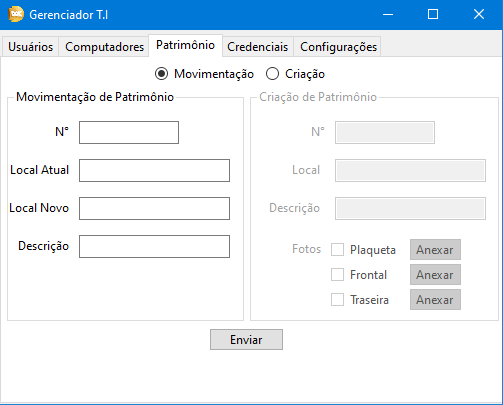 Gerenciador T.I
Usuários Computadores Patrimônio Credenciais Configurações
Movimentação Criação
Movimentação de Patrimônio
N°
Local Atual
Local Novo
Descrição
Criação de Patrimônio
N°
Local
Descrição
Fotos Plaqueta Anexar
Frontal Anexar
Traseira Anexar
Enviar